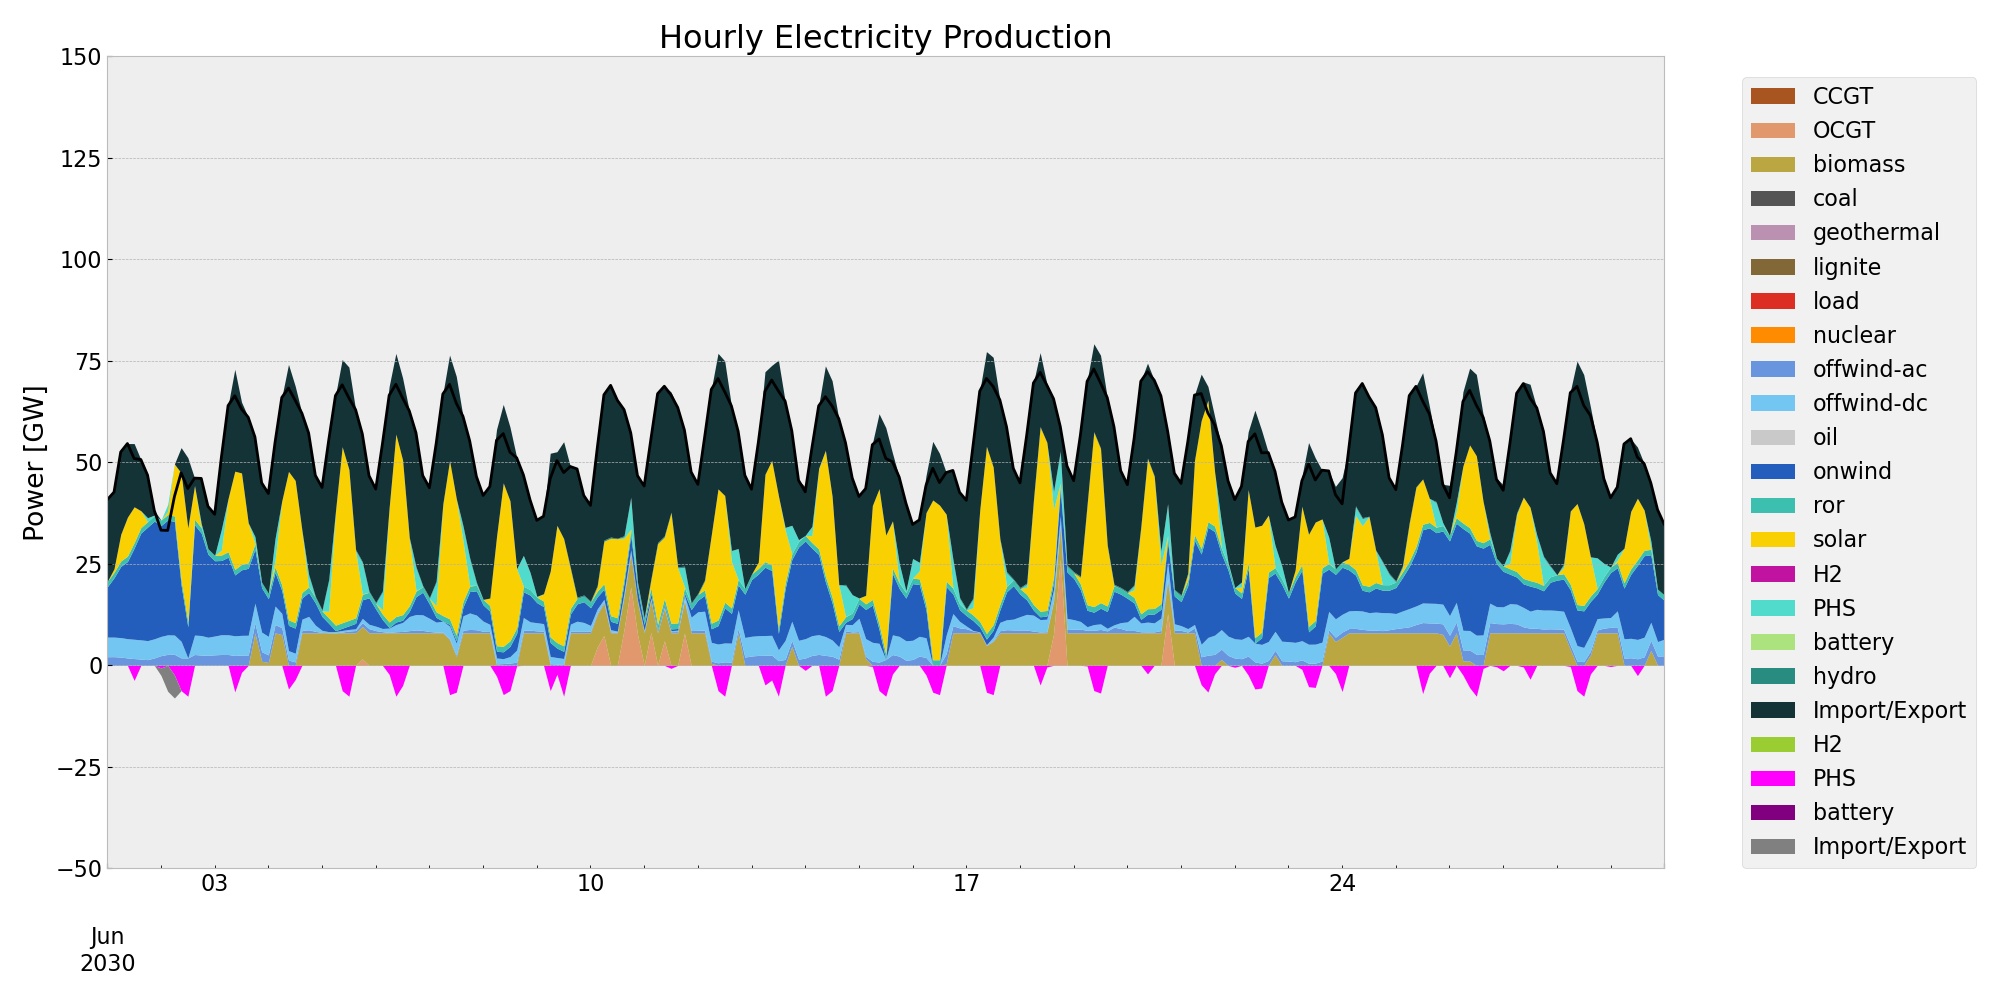 Hourly Electricity Production
Power [GW]
150
125
100
75
50
25
0
−25
−50
03
10
17
24
Jun
2030
CCGT
OCGT
biomass
coal
geothermal
lignite
load
nuclear
offwind-ac
offwind-dc
oil
onwind
ror
solar
H2
PHS
battery
hydro
Import/Export
H2
PHS
battery
Import/Export